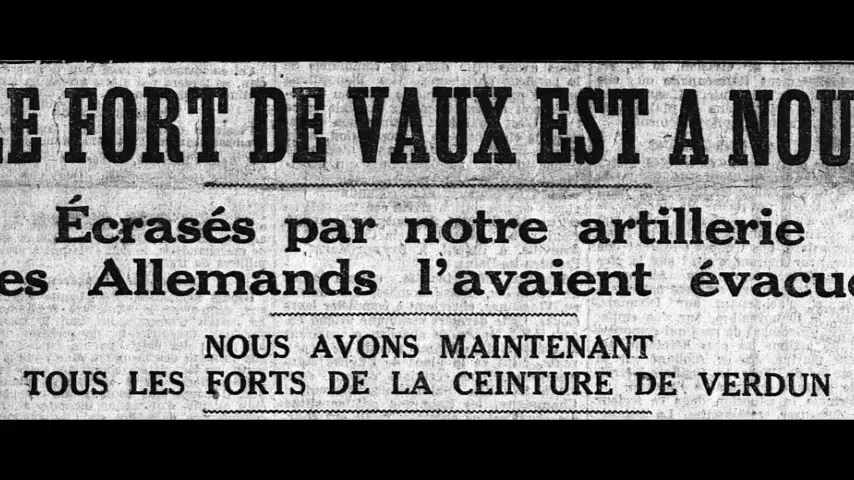 LE FORT DE VAUX EST A NOU
Écrasés par notre artillerie
es Allemands l'avaient évacué
NOUS AVONS MAINTENANT
TOUS LES FORTS DE LA CEINTURE DE VERDUN